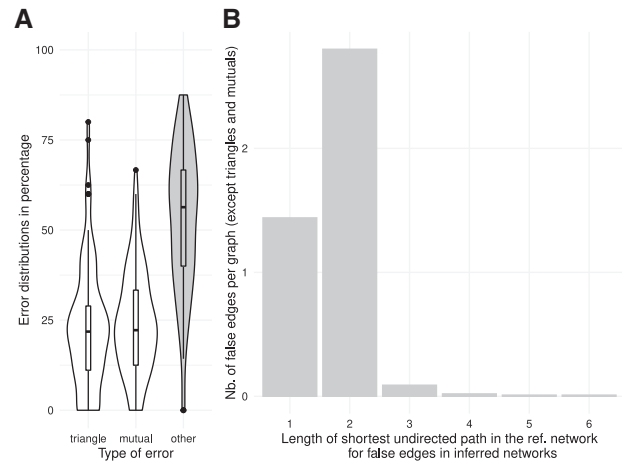 A
Error distributions in percentage
100
75
50
25
0
triangle mutual other
Type of error
B
Nb. of false edges per graph (except triangles and mutuals)
2
1
0
1 2 3 4 5 6
Length of shortest undirected path in the ref. network
for false edges in inferred networks